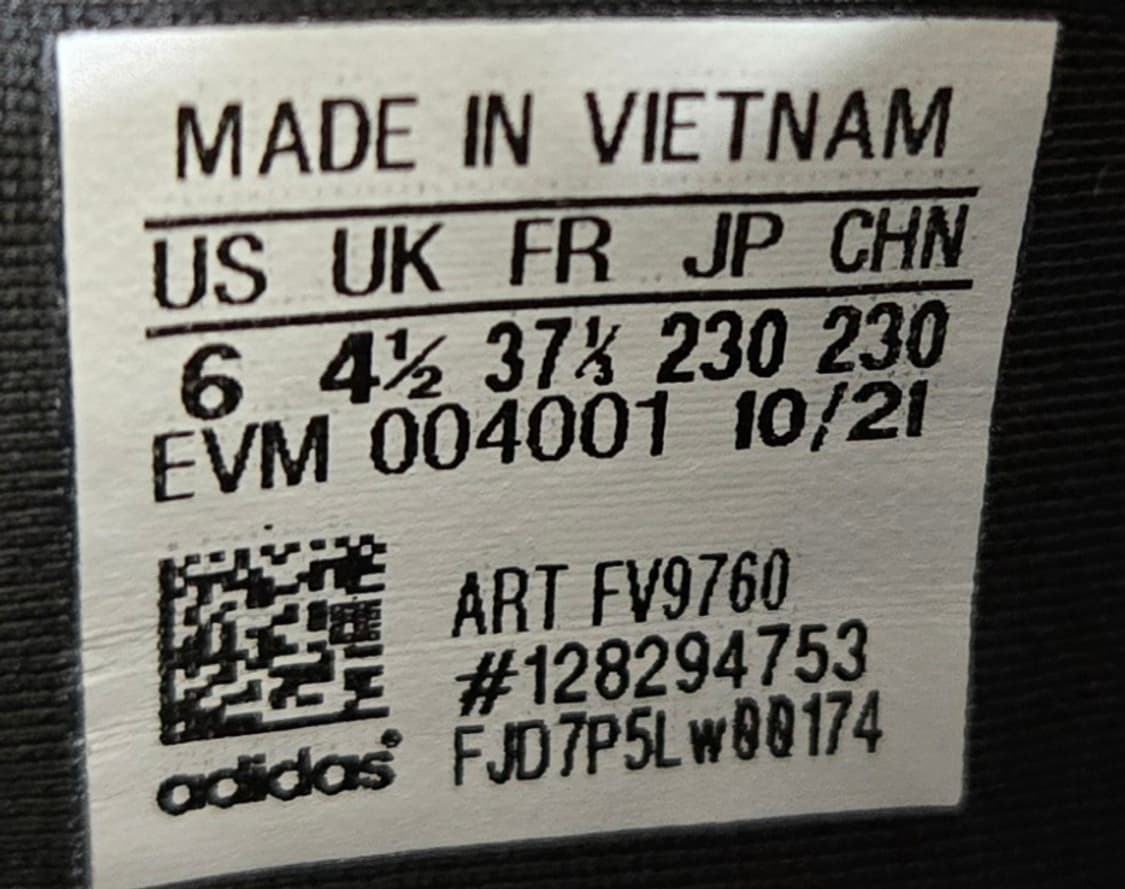 MADE IN VIETNAM
US UK FR JP CHN
6 4½ 37⅓ 230 230
EVM 004001 10/21
ART FV9760
#128294753
FJD7P5Lw00174
adidas®